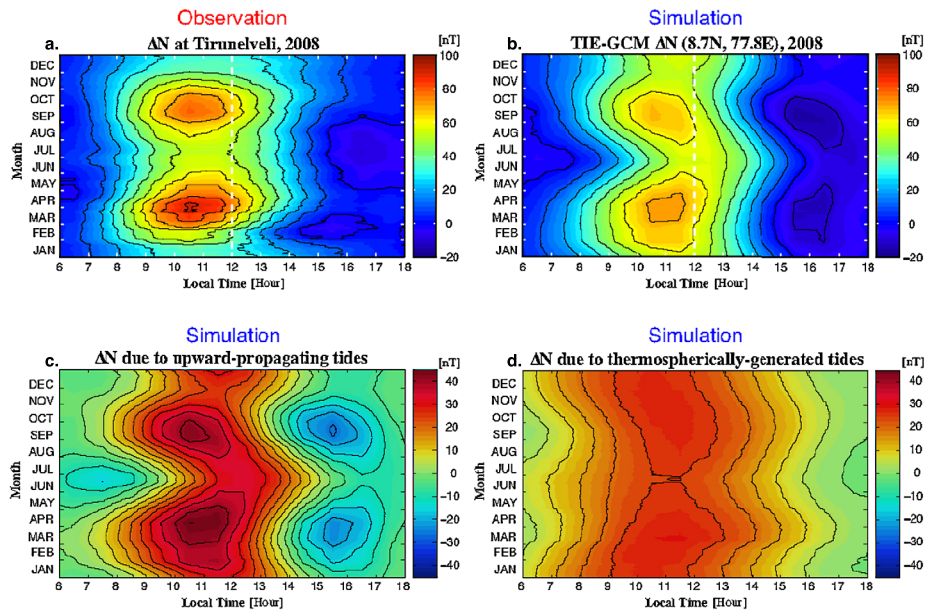 Observation
a.
ΔN at Tirunelveli, 2008
[nT]
DEC
NOV
OCT
SEP
AUG
JUL
JUN
MAY
APR
MAR
FEB
JAN
Month
6 7 8 9 10 11 12 13 14 15 16 17 18
Local Time [Hour]
100
80
60
40
20
0
−20
Simulation
b.
TIE-GCM ΔN (8.7N, 77.8E), 2008
[nT]
DEC
NOV
OCT
SEP
AUG
JUL
JUN
MAY
APR
MAR
FEB
JAN
Month
6 7 8 9 10 11 12 13 14 15 16 17 18
Local Time [Hour]
100
80
60
40
20
0
−20
Simulation
c.
ΔN due to upward-propagating tides
[nT]
DEC
NOV
OCT
SEP
AUG
JUL
JUN
MAY
APR
MAR
FEB
JAN
Month
6 7 8 9 10 11 12 13 14 15 16 17 18
Local Time [Hour]
40
30
20
10
0
−10
−20
−30
−40
Simulation
d.
ΔN due to thermospherically-generated tides
[nT]
DEC
NOV
OCT
SEP
AUG
JUL
JUN
MAY
APR
MAR
FEB
JAN
Month
6 7 8 9 10 11 12 13 14 15 16 17 18
Local Time [Hour]
40
30
20
10
0
−10
−20
−30
−40